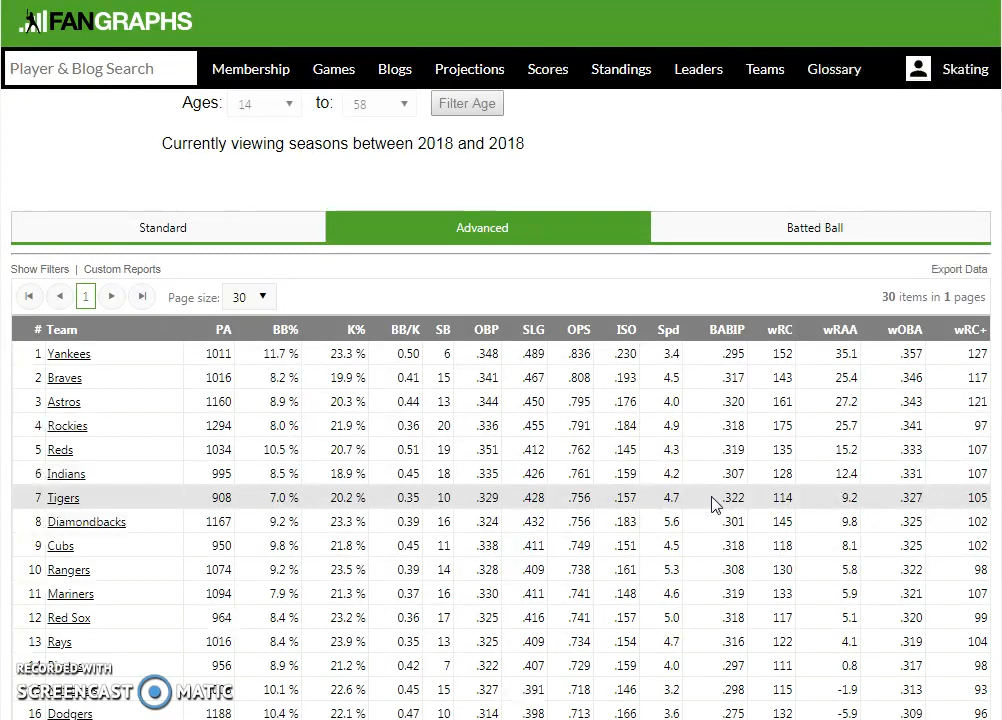 FANGRAPHS
Player & Blog Search Membership Games Blogs Projections Scores Standings Leaders Teams Glossary Skating
Ages: 14 to: 58 Filter Age
Currently viewing seasons between 2018 and 2018
Standard Advanced Batted Ball
Show Filters | Custom Reports Export Data
1 Page size: 30 30 items in 1 pages
# Team PA BB% K% BB/K SB OBP SLG OPS ISO Spd BABIP wRC wRAA wOBA wRC+
1 Yankees 1011 11.7 % 23.3 % 0.50 6 .348 .489 .836 .230 3.4 .295 152 35.1 .357 127
2 Braves 1016 8.2 % 19.9 % 0.41 15 .341 .467 .808 .193 4.5 .317 143 25.4 .346 117
3 Astros 1160 8.9 % 20.3 % 0.44 13 .344 .450 .795 .176 4.0 .320 161 27.2 .343 121
4 Rockies 1294 8.0 % 21.9 % 0.36 20 .336 .455 .791 .184 4.9 .318 175 25.7 .341 97
5 Reds 1034 10.5 % 20.7 % 0.51 19 .351 .412 .762 .145 4.3 .319 135 15.2 .333 107
6 Indians 995 8.5 % 18.9 % 0.45 18 .335 .426 .761 .159 4.2 .307 128 12.4 .331 107
7 Tigers 908 7.0 % 20.2 % 0.35 10 .329 .428 .756 .157 4.7 .322 114 9.2 .327 105
8 Diamondbacks 1167 9.2 % 23.3 % 0.39 16 .324 .432 .756 .183 5.6 .301 145 9.8 .325 102
9 Cubs 950 9.8 % 21.8 % 0.45 11 .338 .411 .749 .151 4.5 .318 118 8.1 .325 102
10 Rangers 1074 9.2 % 23.5 % 0.39 14 .328 .409 .738 .161 5.3 .308 130 5.8 .322 98
11 Mariners 1094 7.9 % 21.3 % 0.37 16 .330 .411 .741 .148 4.6 .319 133 5.9 .321 107
12 Red Sox 964 8.4 % 23.2 % 0.36 17 .325 .416 .741 .157 5.0 .318 117 5.1 .320 99
13 Rays 1016 8.4 % 23.9 % 0.35 13 .325 .409 .734 .154 4.7 .316 122 4.1 .319 104
956 8.9 % 21.2 % 0.42 7 .322 .407 .729 .159 4.0 .297 111 0.8 .317 98
RECORDED WITH
SCREENCAST MATIC 10.1 % 22.6 % 0.45 15 .327 .391 .718 .146 3.2 .298 115 -1.9 .313 93
16 Dodgers 1188 10.4 % 22.1 % 0.47 10 .314 .398 .713 .166 3.6 .275 132 -5.9 .309 96